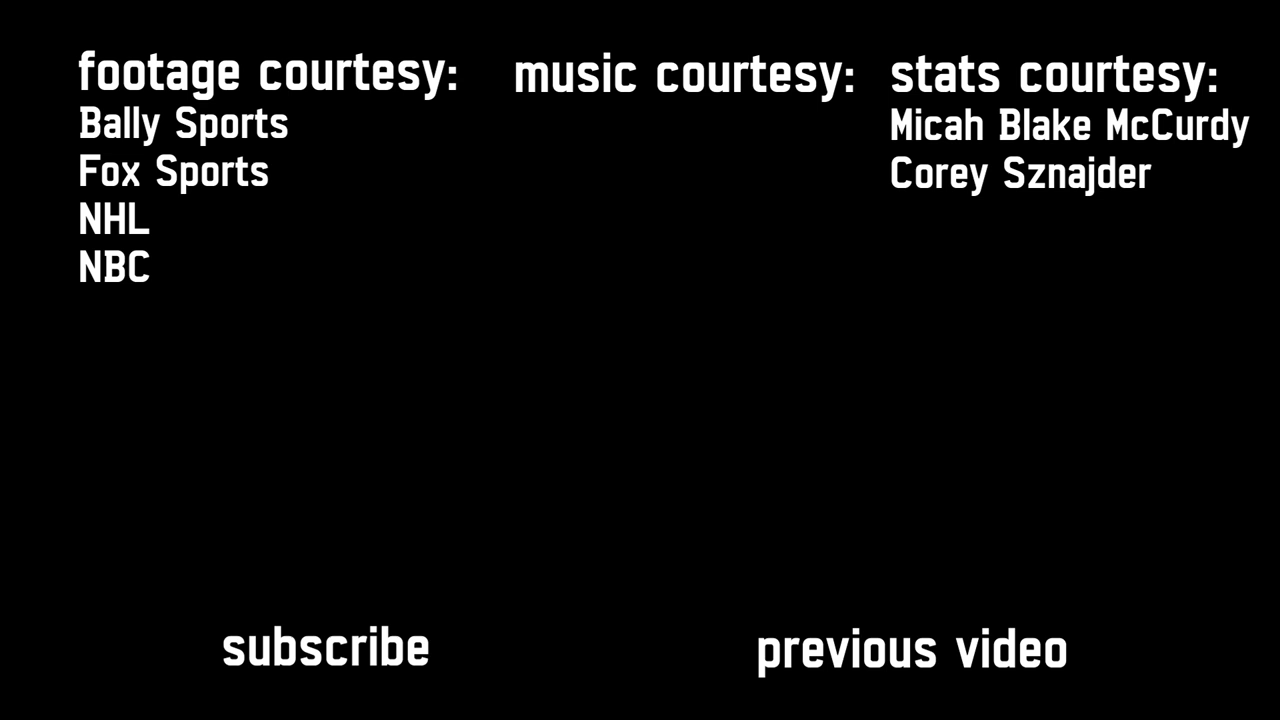 footage courtesy:
Bally Sports
Fox Sports
NHL
NBC
music courtesy:
stats courtesy:
Micah Blake McCurdy
Corey Sznajder
subscribe
previous video